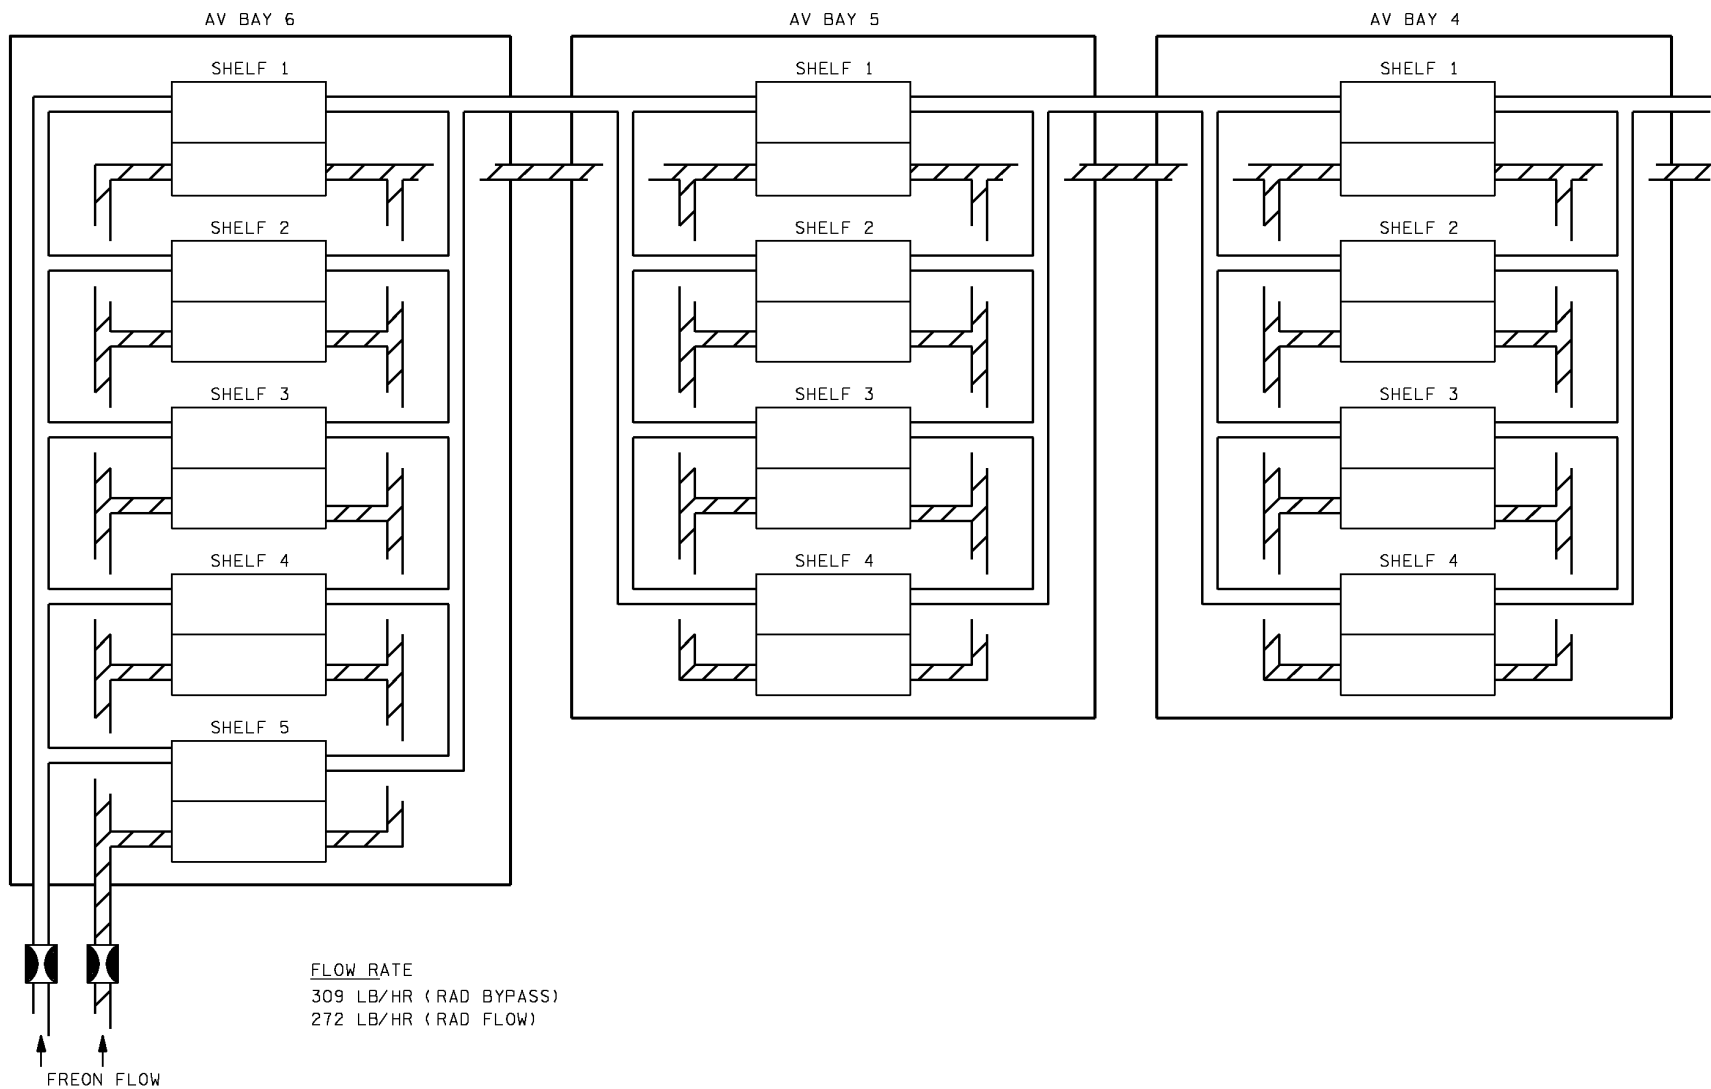 AV BAY 6
AV BAY 5
AV BAY 4
SHELF 1
SHELF 1
SHELF 1
SHELF 2
SHELF 2
SHELF 2
SHELF 3
SHELF 3
SHELF 3
SHELF 4
SHELF 4
SHELF 4
SHELF 5
FLOW RATE
309 LB/HR (RAD BYPASS)
272 LB/HR (RAD FLOW)
FREON FLOW